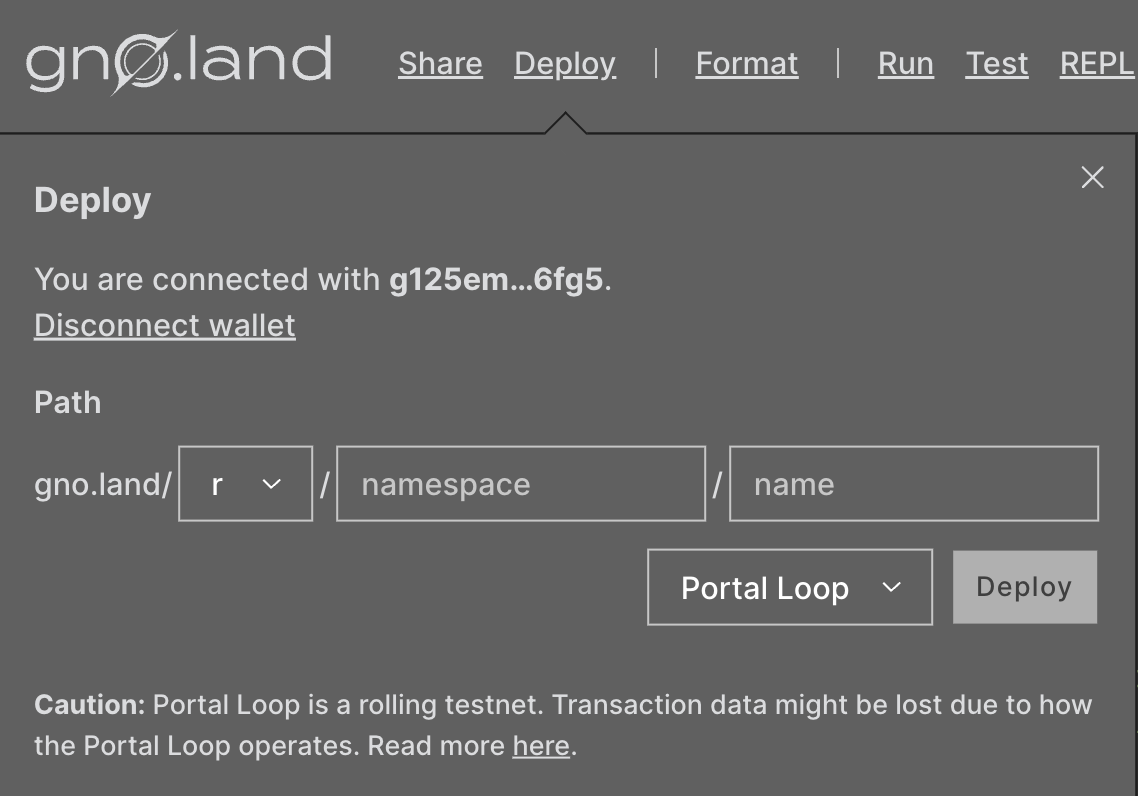 gno.land Share Deploy | Format | Run Test REPL
Deploy
You are connected with g125em...6fg5.
Disconnect wallet
Path
gno.land/ r / namespace / name
Portal Loop Deploy
Caution: Portal Loop is a rolling testnet. Transaction data might be lost due to how
the Portal Loop operates. Read more here.